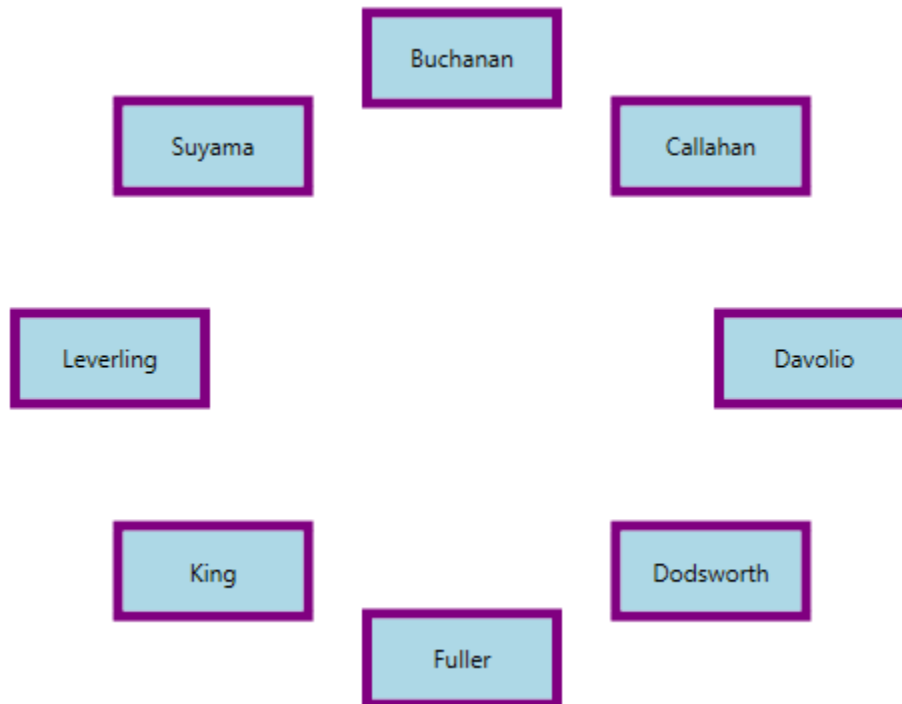 Buchanan
Suyama
Callahan
Leverling
Davolio
King
Dodsworth
Fuller